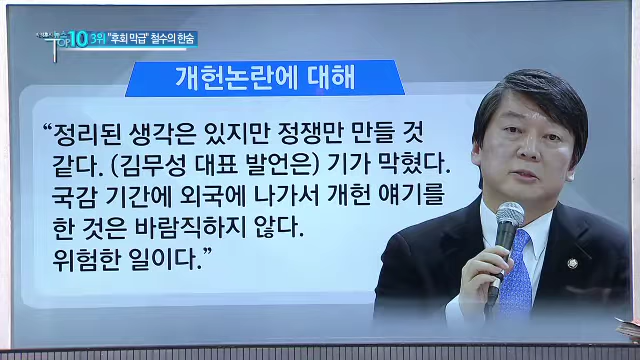 TOP10 3위 "후회 막급" 철수의 한숨
개헌논란에 대해
“정리된 생각은 있지만 정쟁만 만들 것
같다. (김무성 대표 발언은) 기가 막혔다.
국감 기간에 외국에 나가서 개헌 얘기를
한 것은 바람직하지 않다.
위험한 일이다.”